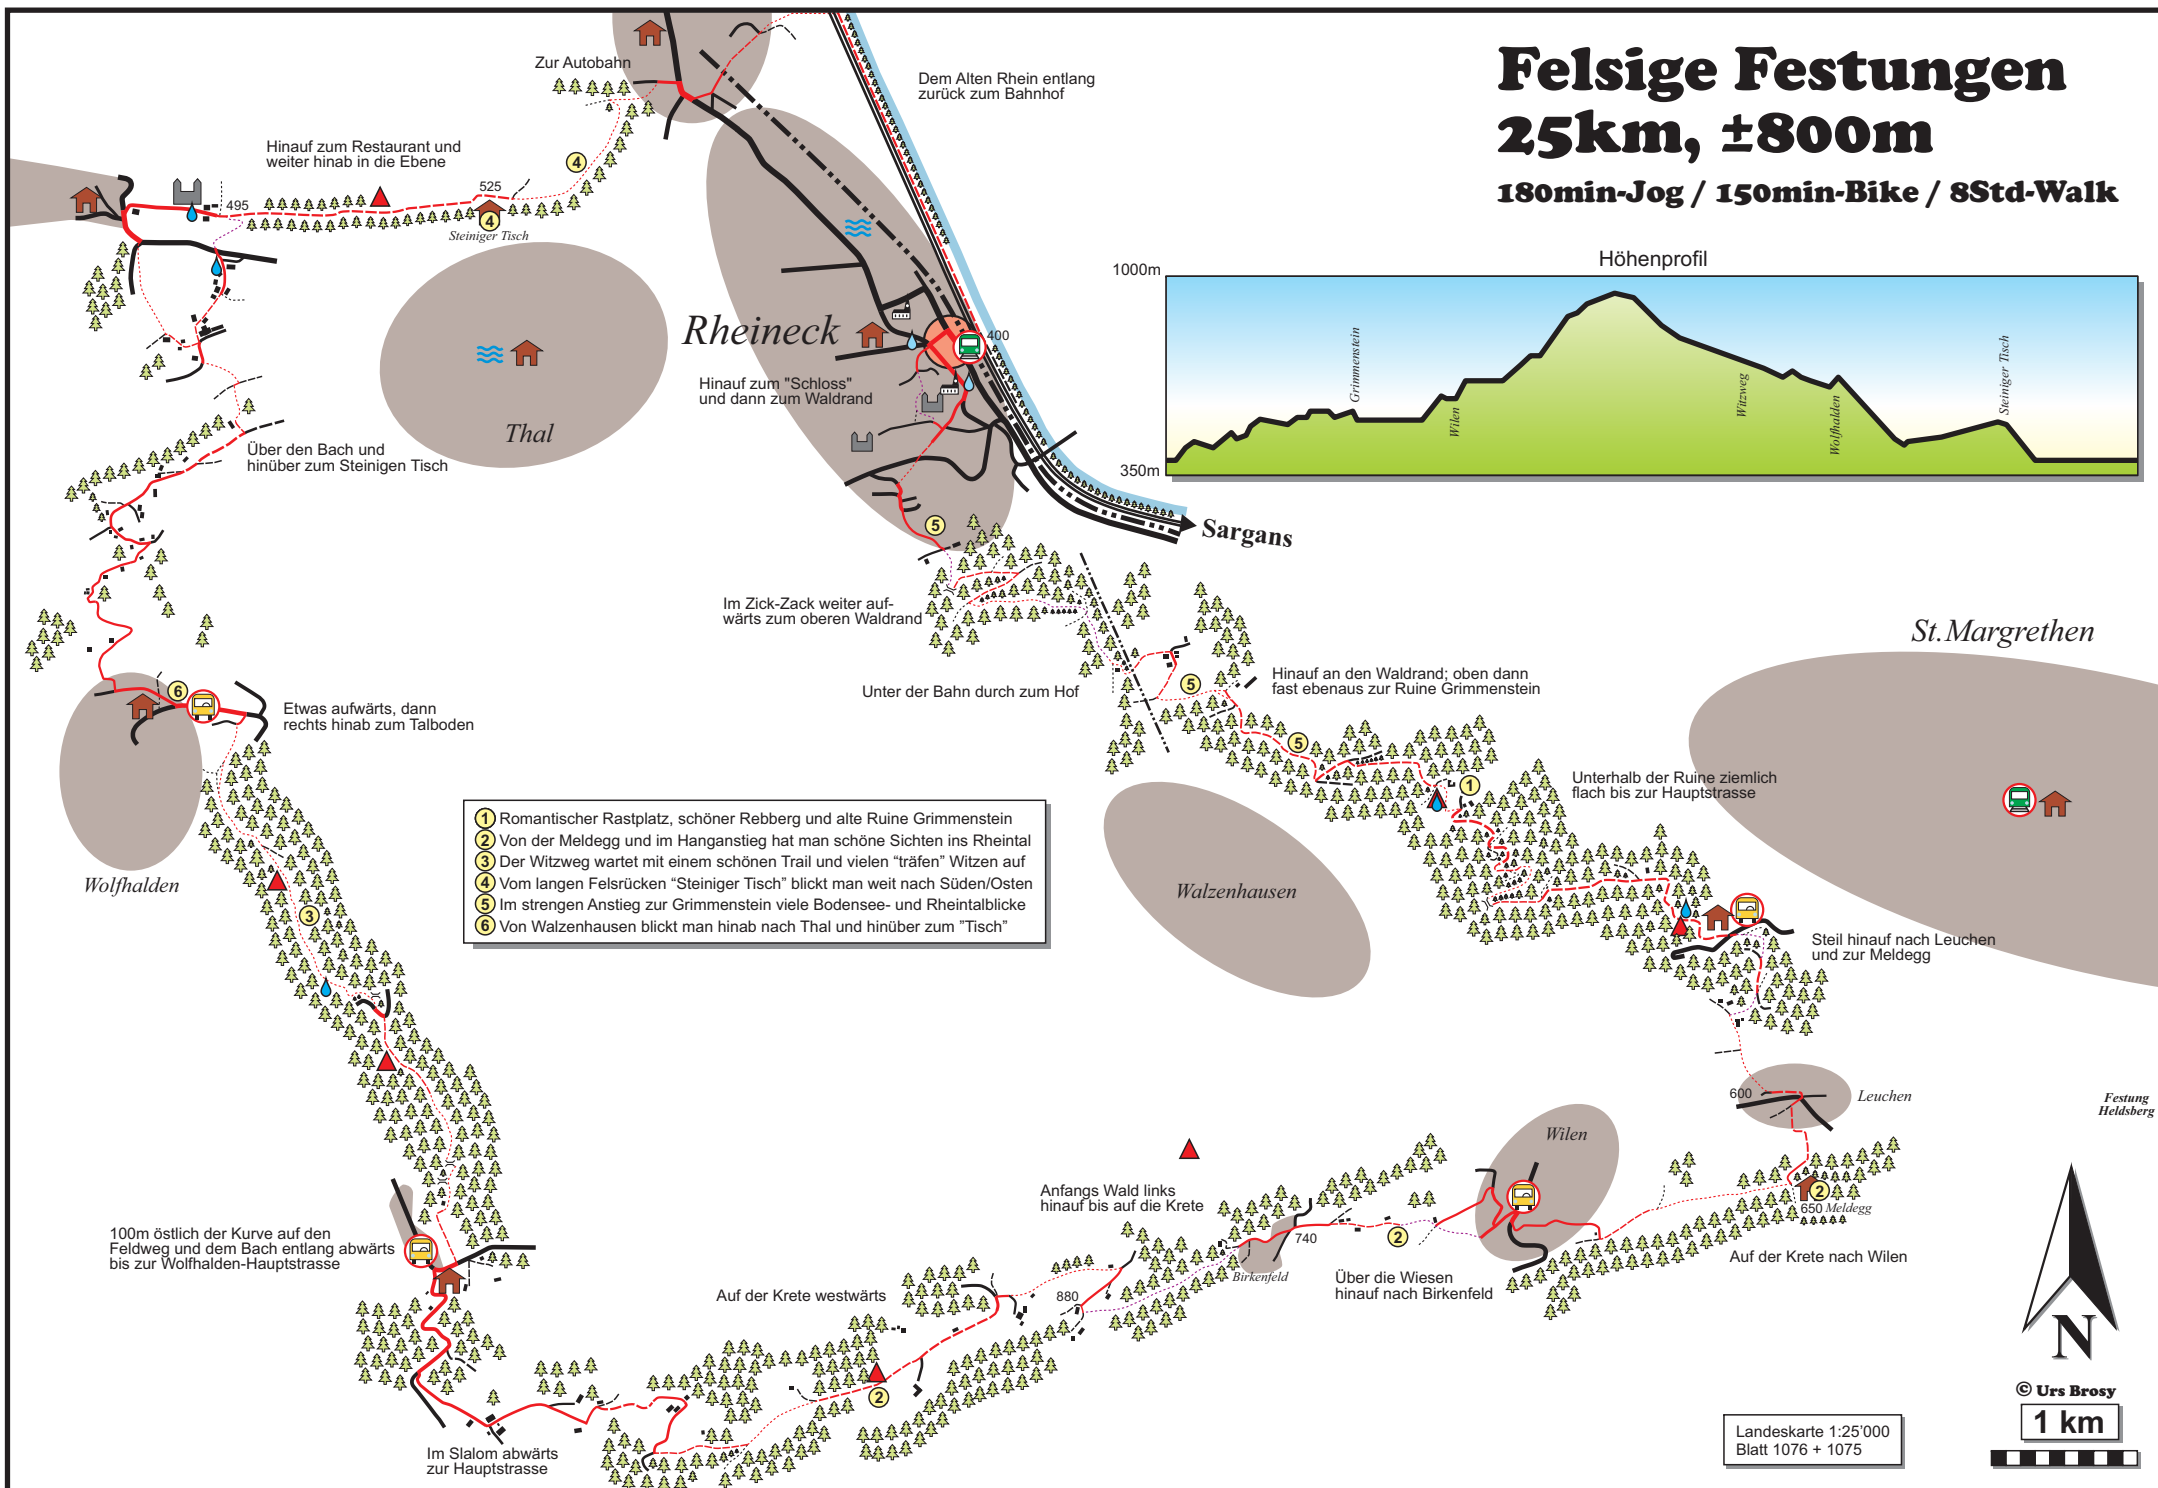 Felsige Festungen
25km, ±800m
180min-Jog / 150min-Bike / 8Std-Walk
Zur Autobahn
Dem Alten Rhein entlang
zurück zum Bahnhof
Hinauf zum Restaurant und
weiter hinab in die Ebene
4
525
495
4
Steiniger Tisch
Höhenprofil
1000m
350m
Grimmenstein
Wilen
Witzweg
Wolfhalden
Steiniger Tisch
Rheineck
400
Hinauf zum "Schloss"
und dann zum Waldrand
Thal
Über den Bach und
hinüber zum Steinigen Tisch
5
Sargans
Im Zick-Zack weiter auf-
wärts zum oberen Waldrand
St.Margrethen
Unter der Bahn durch zum Hof
5
Hinauf an den Waldrand; oben dann
fast ebenaus zur Ruine Grimmenstein
6
Etwas aufwärts, dann
rechts hinab zum Talboden
5
1
Unterhalb der Ruine ziemlich
flach bis zur Hauptstrasse
1 Romantischer Rastplatz, schöner Rebberg und alte Ruine Grimmenstein
2 Von der Meldegg und im Hanganstieg hat man schöne Sichten ins Rheintal
3 Der Witzweg wartet mit einem schönen Trail und vielen “träfen” Witzen auf
4 Vom langen Felsrücken “Steiniger Tisch” blickt man weit nach Süden/Osten
5 Im strengen Anstieg zur Grimmenstein viele Bodensee- und Rheintalblicke
6 Von Walzenhausen blickt man hinab nach Thal und hinüber zum ”Tisch”
Wolfhalden
3
Walzenhausen
Steil hinauf nach Leuchen
und zur Meldegg
600
Leuchen
Festung
Heldsberg
Wilen
Anfangs Wald links
hinauf bis auf die Krete
2
650 Meldegg
740
2
Auf der Krete nach Wilen
100m östlich der Kurve auf den
Feldweg und dem Bach entlang abwärts
bis zur Wolfhalden-Hauptstrasse
Birkenfeld
Über die Wiesen
hinauf nach Birkenfeld
Auf der Krete westwärts
880
2
N
© Urs Brosy
1 km
Im Slalom abwärts
zur Hauptstrasse
Landeskarte 1:25’000
Blatt 1076 + 1075